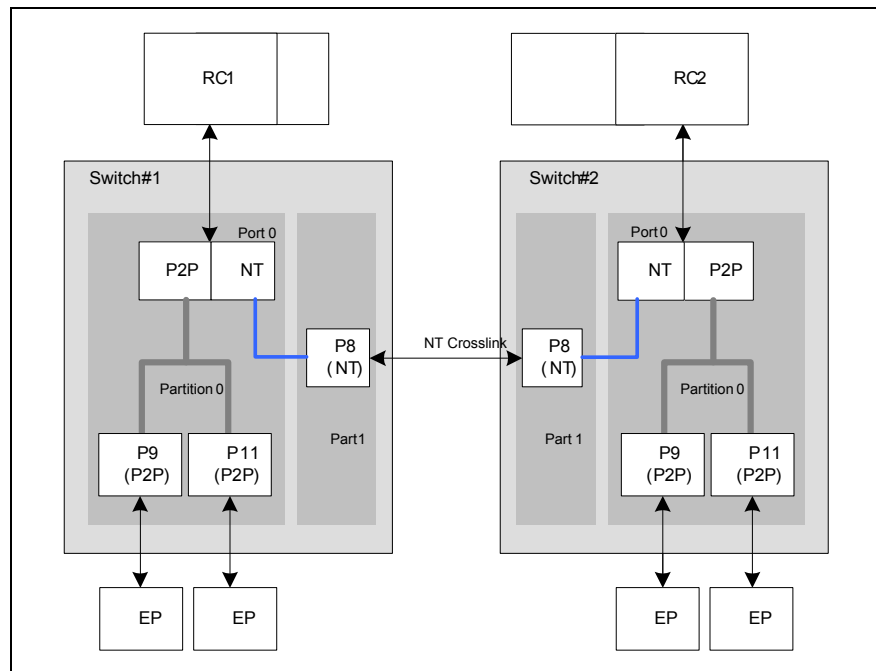 RC1
RC2
Switch#1
Switch#2
Port 0
Port 0
P2P
NT
NT
P2P
P8
(NT)
NT Crosslink
P8
(NT)
Partition 0
Partition 0
Part1
Part 1
P9
(P2P)
P11
(P2P)
P9
(P2P)
P11
(P2P)
EP
EP
EP
EP